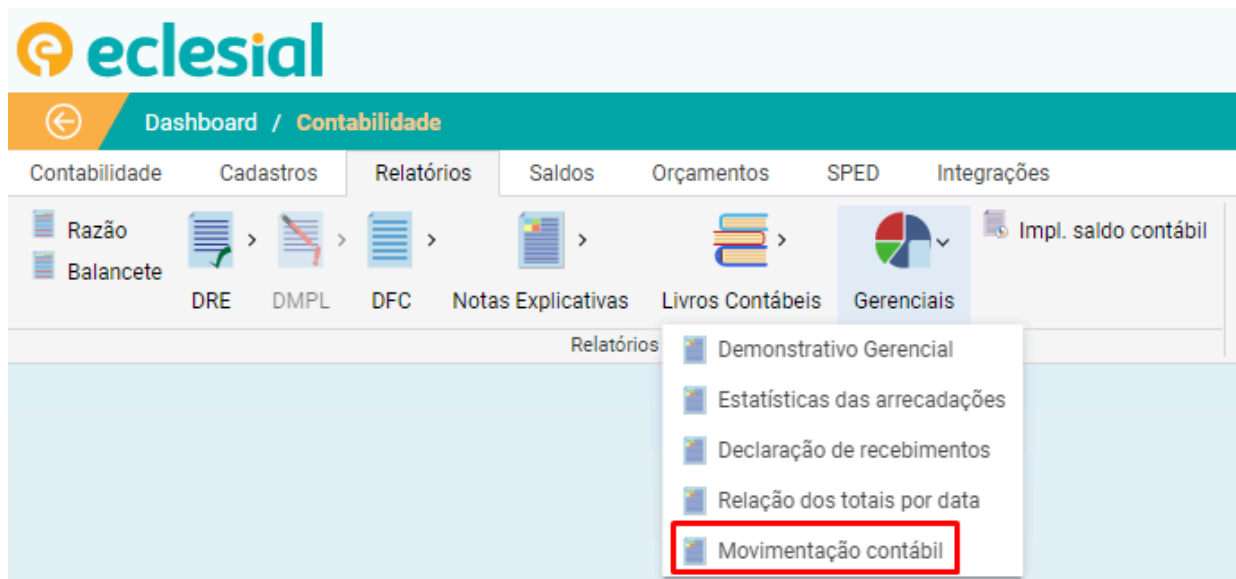 eclesial
Dashboard / Contabilidade
Contabilidade Cadastros Relatórios Saldos Orçamentos SPED Integrações
Razão
Balancete
DRE DMPL DFC Notas Explicativas Livros Contábeis Gerenciais
Impl. saldo contábil
Relatórios
Demonstrativo Gerencial
Estatísticas das arrecadações
Declaração de recebimentos
Relação dos totais por data
Movimentação contábil